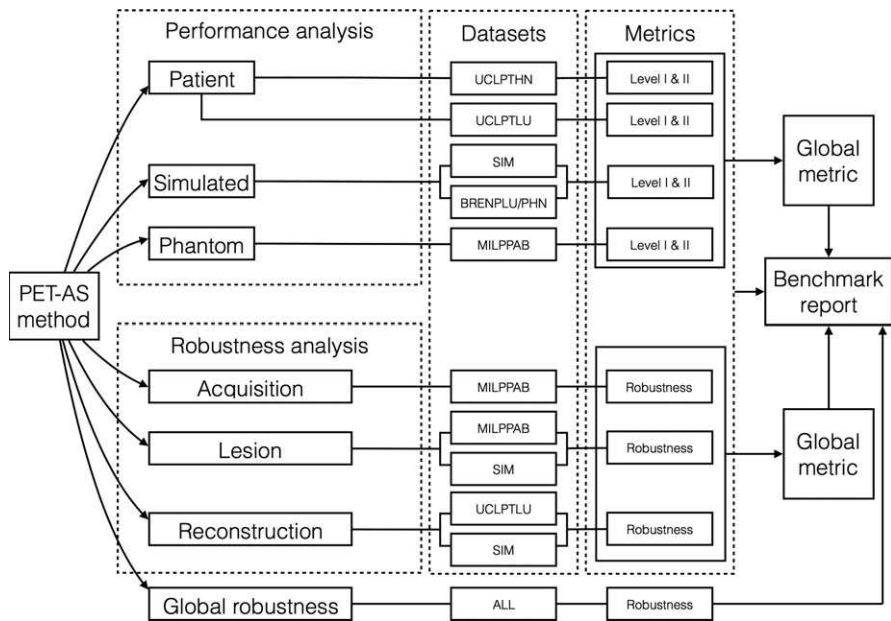 Performance analysis
Datasets
Metrics
Patient
UCLPTHN
Level I & II
UCLPTLU
Level I & II
Global
metric
SIM
Simulated
Level I & II
BRENPLU/PHN
Phantom
MILPPAB
Level I & II
PET-AS
method
Benchmark
report
Robustness analysis
Acquisition
MILPPAB
Robustness
MILPPAB
Lesion
Robustness
SIM
Global
metric
UCLPTLU
Reconstruction
Robustness
SIM
Global robustness
ALL
Robustness